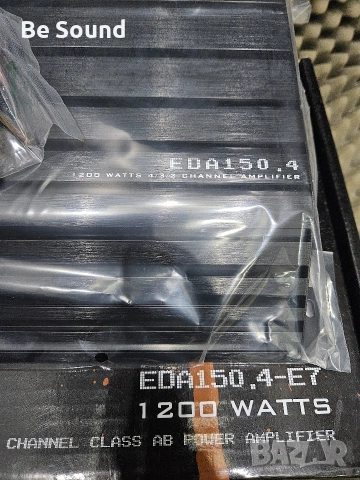 Be Sound
EDA150.4
1200 WATTS 4/3/2 CHANNEL AMPLIFIER
EDA150.4-E7
1200 WATTS
CHANNEL CLASS AB POWER AMPLIFIER
BAZAR